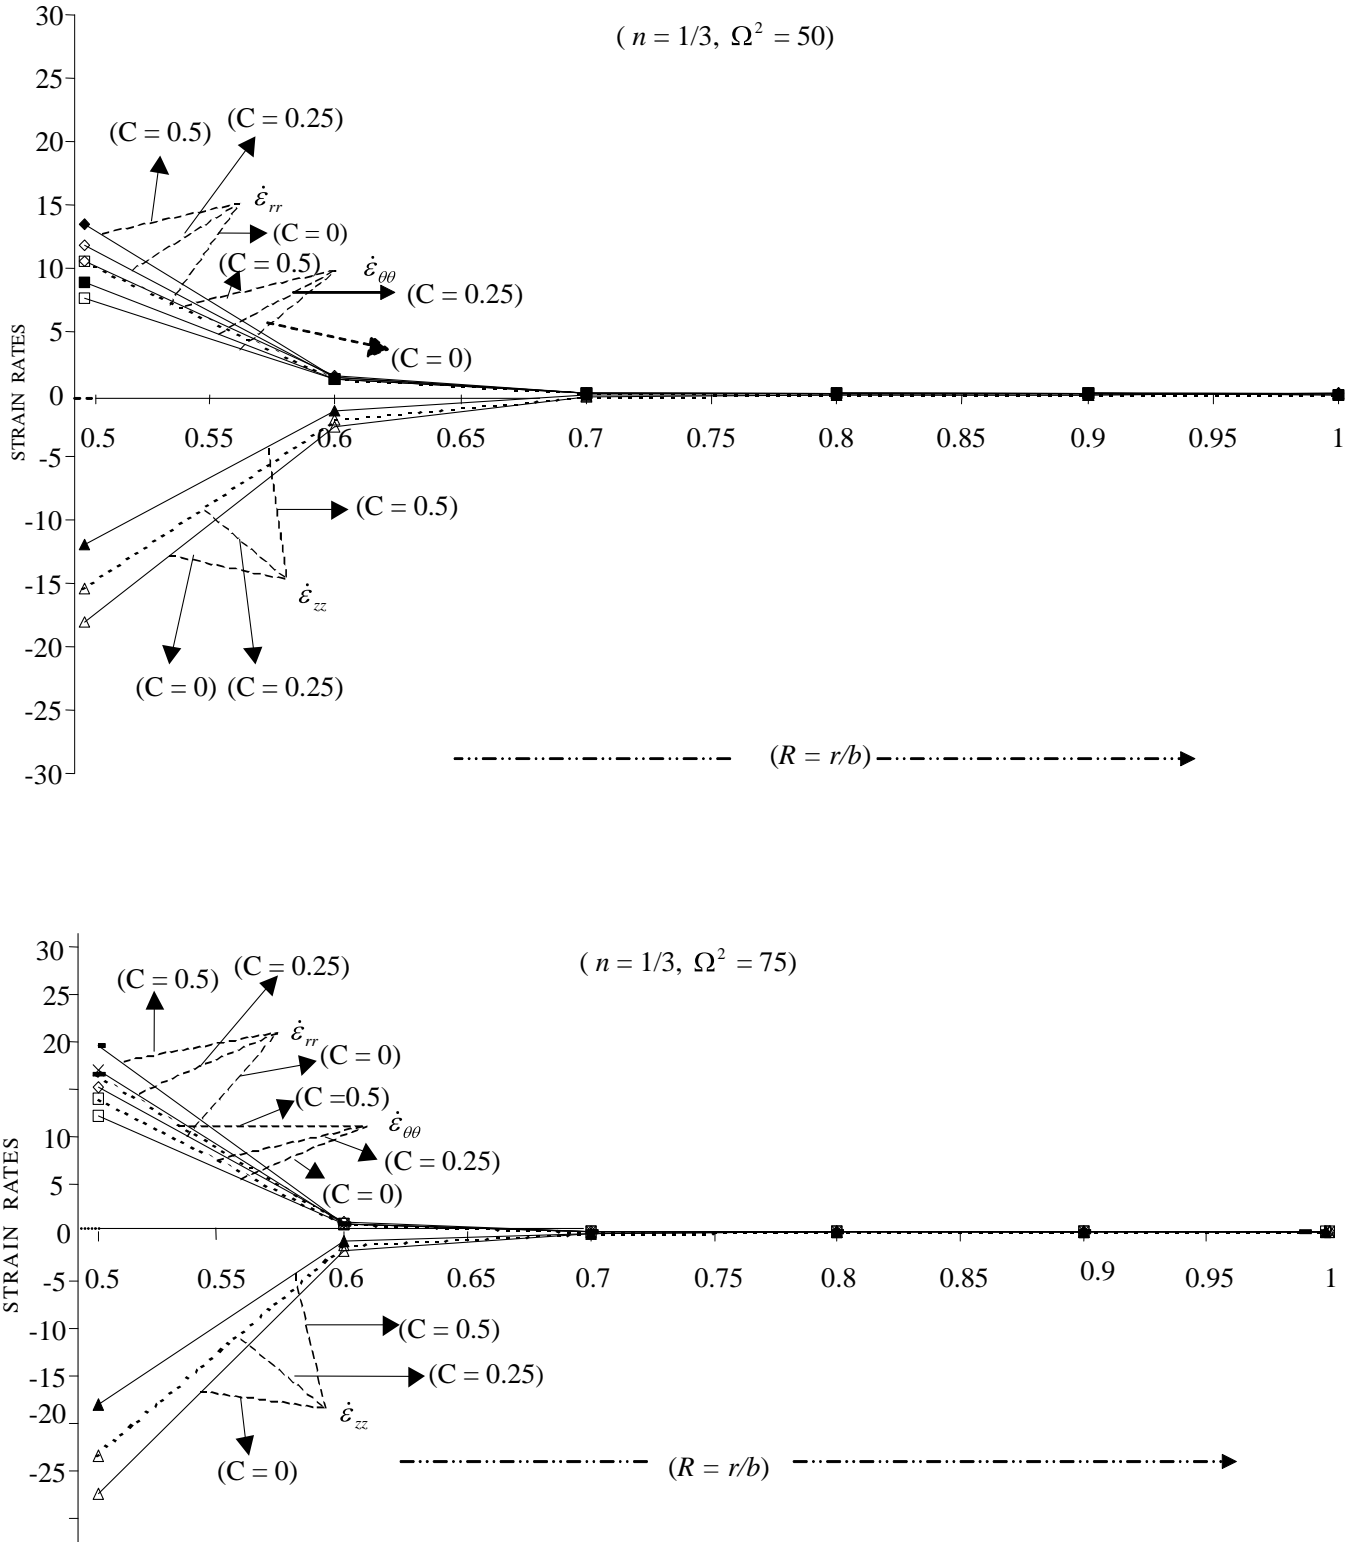 30
( n = 1/3, Ω² = 50)
25
20
(C = 0.5) (C = 0.25)
15
ε̇rr
(C = 0)
10
(C = 0.5) ε̇θθ
(C = 0.25)
5
(C = 0)
0
STRAIN RATES
0.5 0.55 0.6 0.65 0.7 0.75 0.8 0.85 0.9 0.95 1
-5
(C = 0.5)
-10
-15
ε̇zz
-20
(C = 0) (C = 0.25)
-25
(R = r/b)
-30
30
( n = 1/3, Ω² = 75)
(C = 0.5) (C = 0.25)
25
20
ε̇rr
(C = 0)
(C =0.5)
10
ε̇θθ
(C = 0.25)
5
(C = 0)
0
STRAIN RATES
0.5 0.55 0.6 0.65 0.7 0.75 0.8 0.85 0.9 0.95 1
-5
-10
(C = 0.5)
-15
(C = 0.25)
-20
ε̇zz
-25
(C = 0)
(R = r/b)